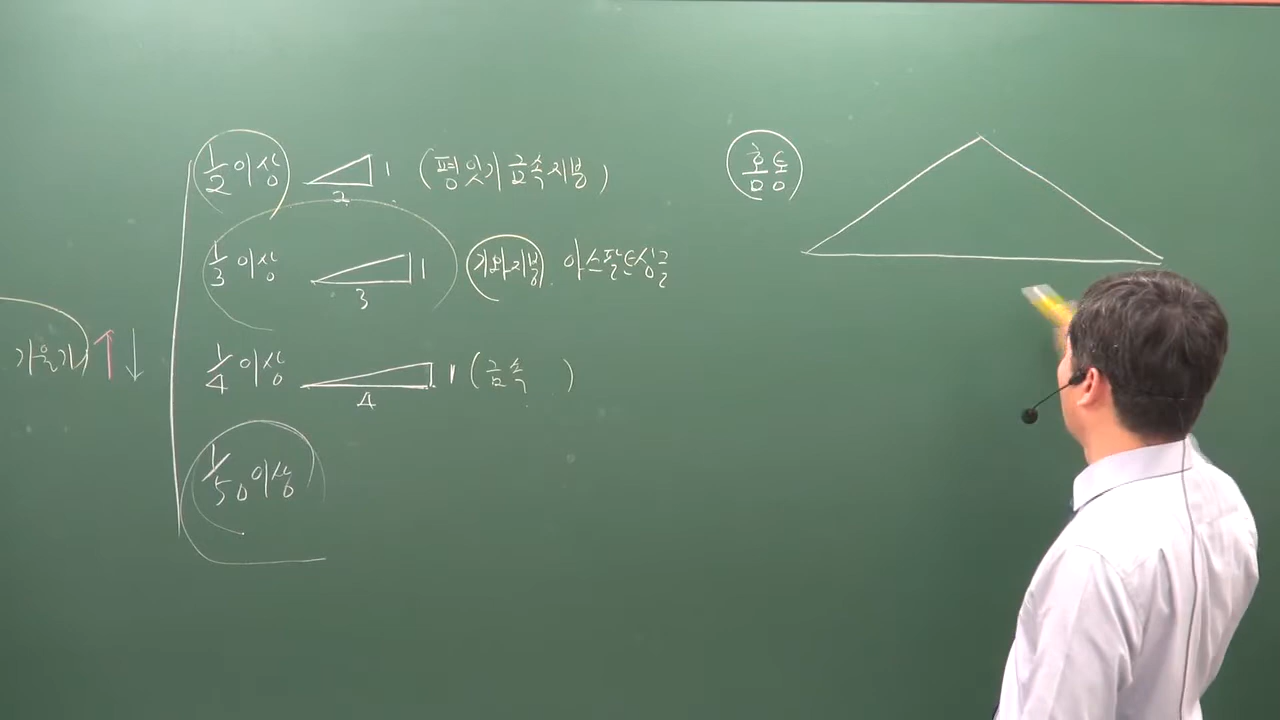 1/2 이상 1 2 (평잇기 금속지붕)
1/3 이상 1 3 기와지붕 아스팔트싱글
기울기 ↑ ↓
1/4 이상 1 4 (금속 )
1/50 이상
혼동